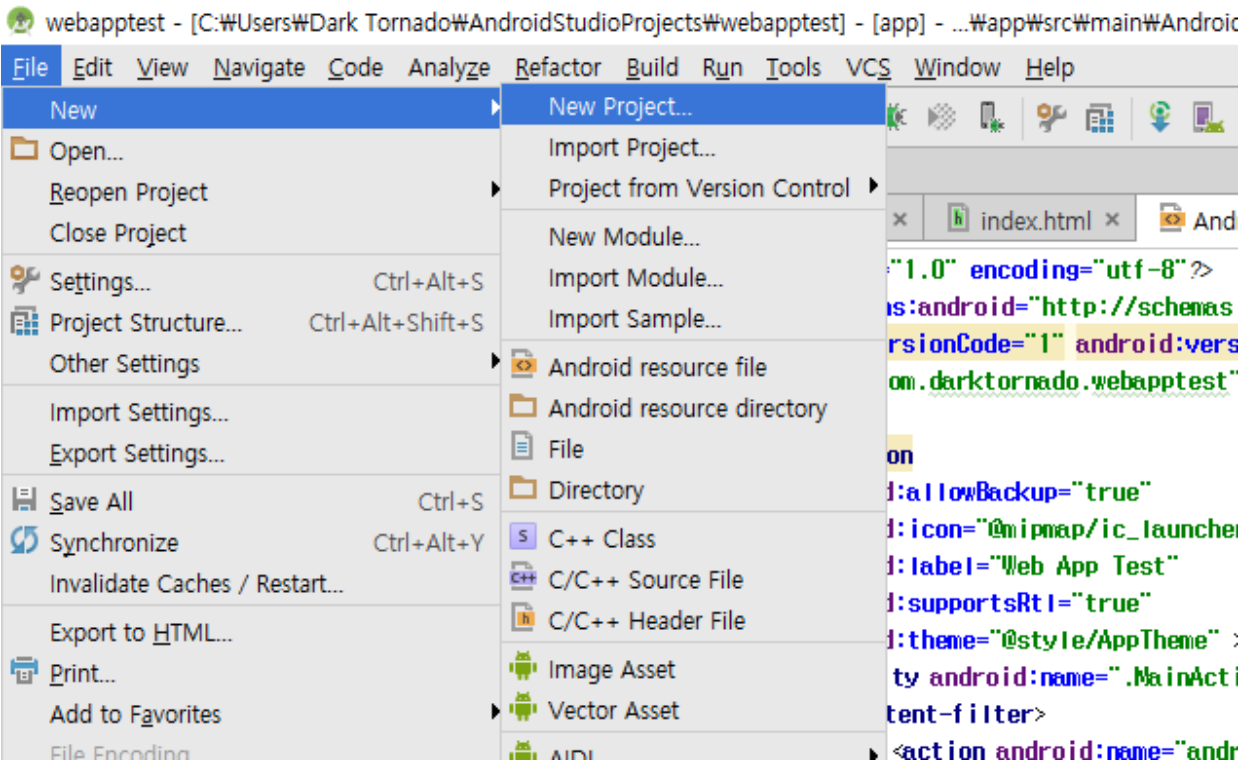 webapptest - [C:₩Users₩Dark Tornado₩AndroidStudioProjects₩webapptest] - [app] - ...₩app₩src₩main₩Android
File Edit View Navigate Code Analyze Refactor Build Run Tools VCS Window Help
New
Open...
Reopen Project
Close Project
Settings... Ctrl+Alt+S
Project Structure... Ctrl+Alt+Shift+S
Other Settings
Import Settings...
Export Settings...
Save All Ctrl+S
Synchronize Ctrl+Alt+Y
Invalidate Caches / Restart...
Export to HTML...
Print...
Add to Favorites
File Encoding
New Project...
Import Project...
Project from Version Control
New Module...
Import Module...
Import Sample...
Android resource file
Android resource directory
File
Directory
S C++ Class
C++ C/C++ Source File
h C/C++ Header File
Image Asset
Vector Asset
AIDL
h index.html × And
"1.0" encoding="utf-8"?>
s:android="http://schemas
rsionCode="1" android:vers
om.darktornado.webapptest"
on
d:allowBackup="true"
d:icon="@mipmap/ic_launcher
d:label="Web App Test"
d:supportsRtl="true"
d:theme="@style/AppTheme" >
ty android:name=".MainActi
tent-filter>
<action android:name="andr